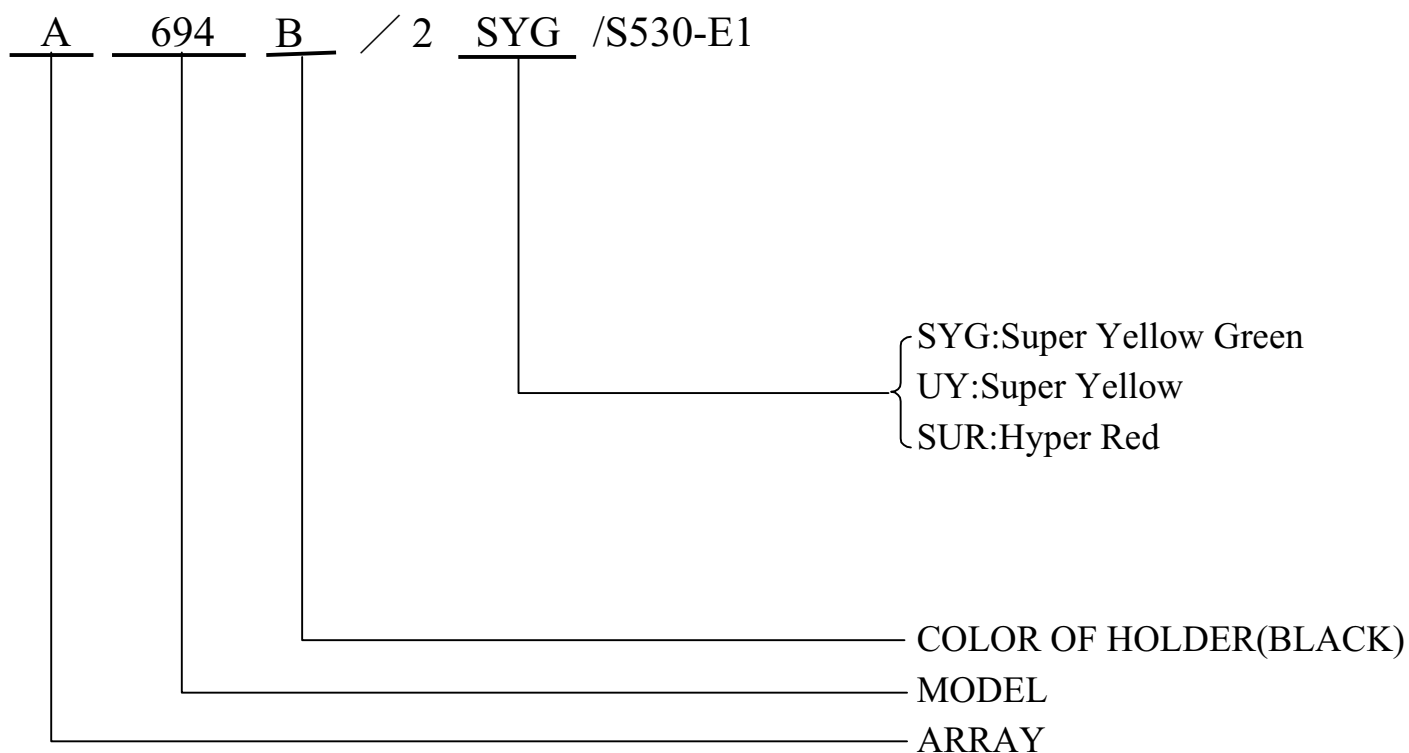 A 694 B ／2 SYG /S530-E1
SYG:Super Yellow Green
UY:Super Yellow
SUR:Hyper Red
COLOR OF HOLDER(BLACK)
MODEL
ARRAY